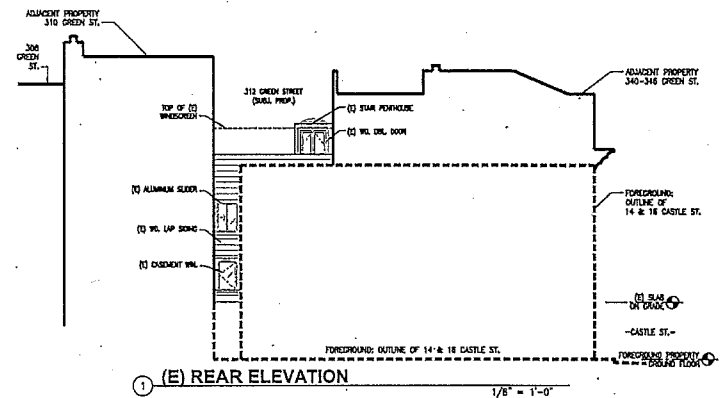 ADJACENT PROPERTY
310 GREEN ST.
308
GREEN
ST.
312 GREEN STREET
(SUBJ. PROP.)
ADJACENT PROPERTY
340-346 GREEN ST.
TOP OF (E)
WINDSCREEN
(E) STAIR PENTHOUSE
(E) WD. DBL. DOOR
(E) ALUMINUM SLIDER
(E) WD. LAP SIDING
(E) CASEMENT WIN.
FOREGROUND:
OUTLINE OF
14 & 16 CASTLE ST.
(E) SLAB
ON GRADE
-CASTLE ST.-
FOREGROUND: OUTLINE OF 14 & 16 CASTLE ST.
FOREGROUND PROPERTY
GROUND FLOOR
1 (E) REAR ELEVATION
1/8" = 1'-0"